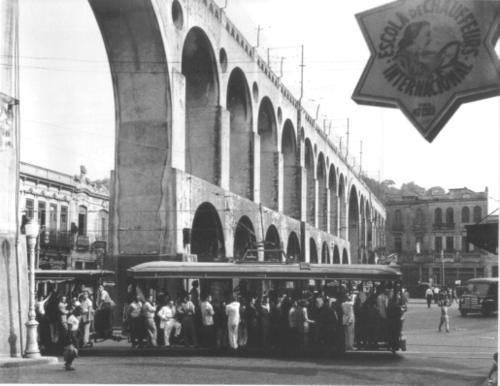 ESCOLA DE CHAUFFEURS
INTERNACIONAL